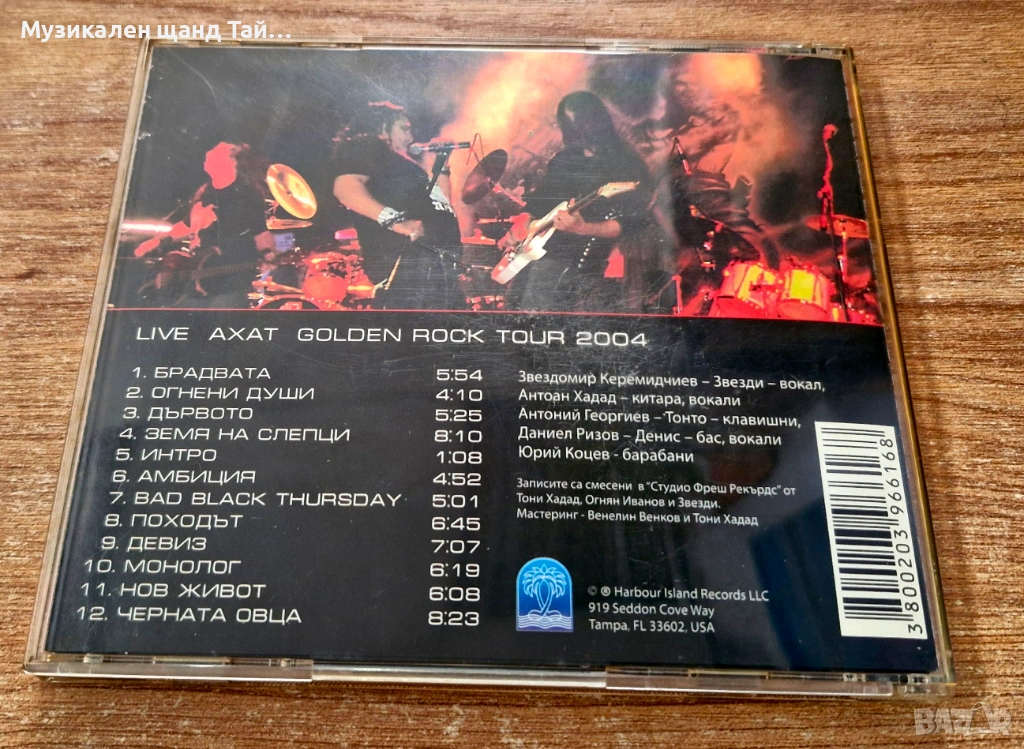 Музикален щанд Тай...
LIVE АХАТ GOLDEN ROCK TOUR 2004
1. БРАДВАТА 5:54
2. ОГНЕНИ ДУШИ 4:10
3. ДЪРВОТО 5:25
4. ЗЕМЯ НА СЛЕПЦИ 8:10
5. ИНТРО 1:08
6. АМБИЦИЯ 4:52
7. BAD BLACK THURSDAY 5:01
8. ПОХОДЪТ 6:45
9. ДЕВИЗ 7:07
10. МОНОЛОГ 6:19
11. НОВ ЖИВОТ 6:08
12. ЧЕРНАТА ОВЦА 8:23
Звездомир Керемидчиев – Звезди – вокал,
Антоан Хадад – китара, вокали
Антоний Георгиев – Тонто – клавишни,
Даниел Ризов – Денис – бас, вокали
Юрий Коцев - барабани
Записите са смесени в "Студио Фреш Рекърдс" от
Тони Хадад, Огнян Иванов и Звезди.
Мастеринг - Венелин Венков и Тони Хадад
© ® Harbour Island Records LLC
919 Seddon Cove Way
Tampa, FL 33602, USA
3 800203 966168
BAZAR